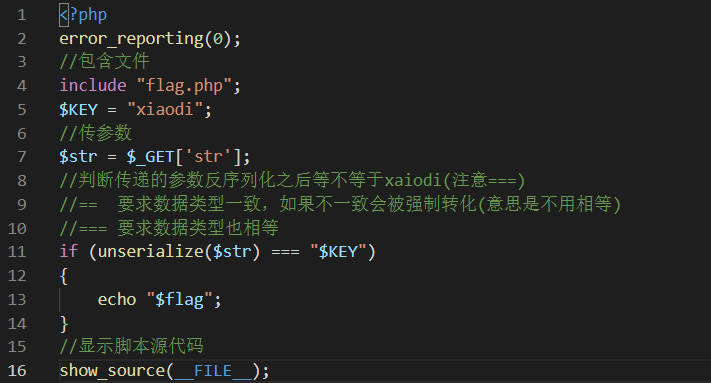 1 <?php
2 error_reporting(0);
3 //包含文件
4 include "flag.php";
5 $KEY = "xiaodi";
6 //传参数
7 $str = $_GET['str'];
8 //判断传递的参数反序列化之后等不等于xaiodi(注意===)
9 //==  要求数据类型一致，如果不一致会被强制转化(意思是不用相等)
10 //=== 要求数据类型也相等
11 if (unserialize($str) === "$KEY")
12 {
13     echo "$flag";
14 }
15 //显示脚本源代码
16 show_source(__FILE__);